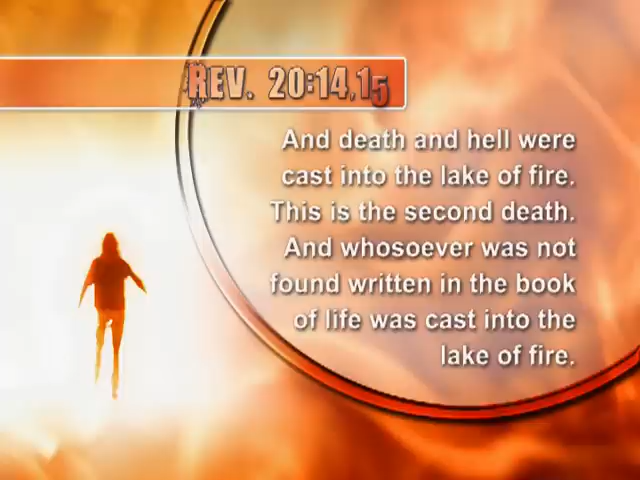 REV. 20:14,15
And death and hell were
cast into the lake of fire.
This is the second death.
And whosoever was not
found written in the book
of life was cast into the
lake of fire.